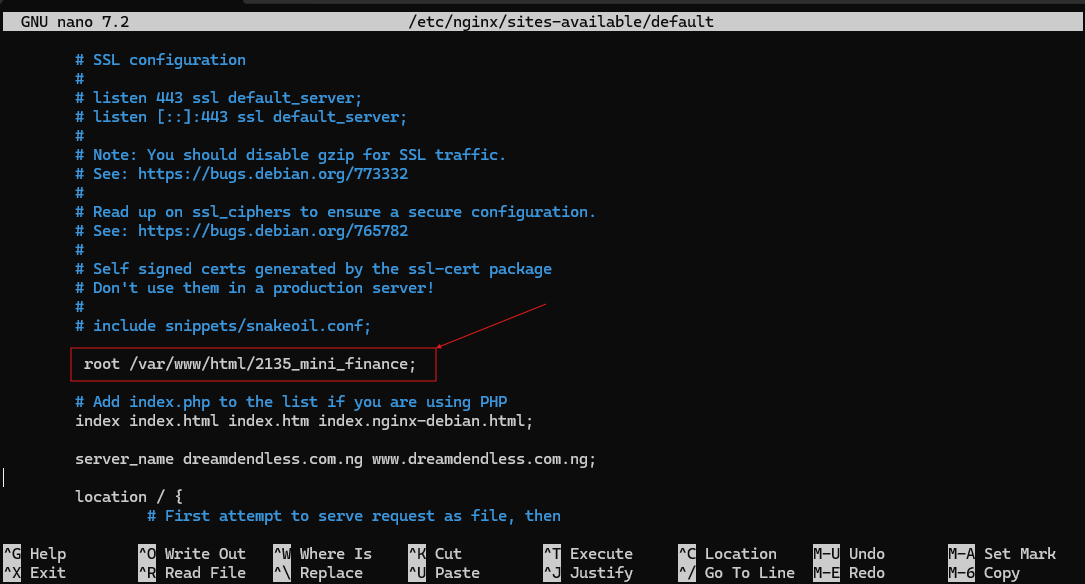 GNU nano 7.2 /etc/nginx/sites-available/default
# SSL configuration
#
# listen 443 ssl default_server;
# listen [::]:443 ssl default_server;
#
# Note: You should disable gzip for SSL traffic.
# See: https://bugs.debian.org/773332
#
# Read up on ssl_ciphers to ensure a secure configuration.
# See: https://bugs.debian.org/765782
#
# Self signed certs generated by the ssl-cert package
# Don't use them in a production server!
#
# include snippets/snakeoil.conf;
root /var/www/html/2135_mini_finance;
# Add index.php to the list if you are using PHP
index index.html index.htm index.nginx-debian.html;
server_name dreamdendless.com.ng www.dreamdendless.com.ng;
location / {
# First attempt to serve request as file, then
^G Help ^O Write Out ^W Where Is ^K Cut ^T Execute ^C Location M-U Undo M-A Set Mark
^X Exit ^R Read File ^\ Replace ^U Paste ^J Justify ^/ Go To Line M-E Redo M-6 Copy